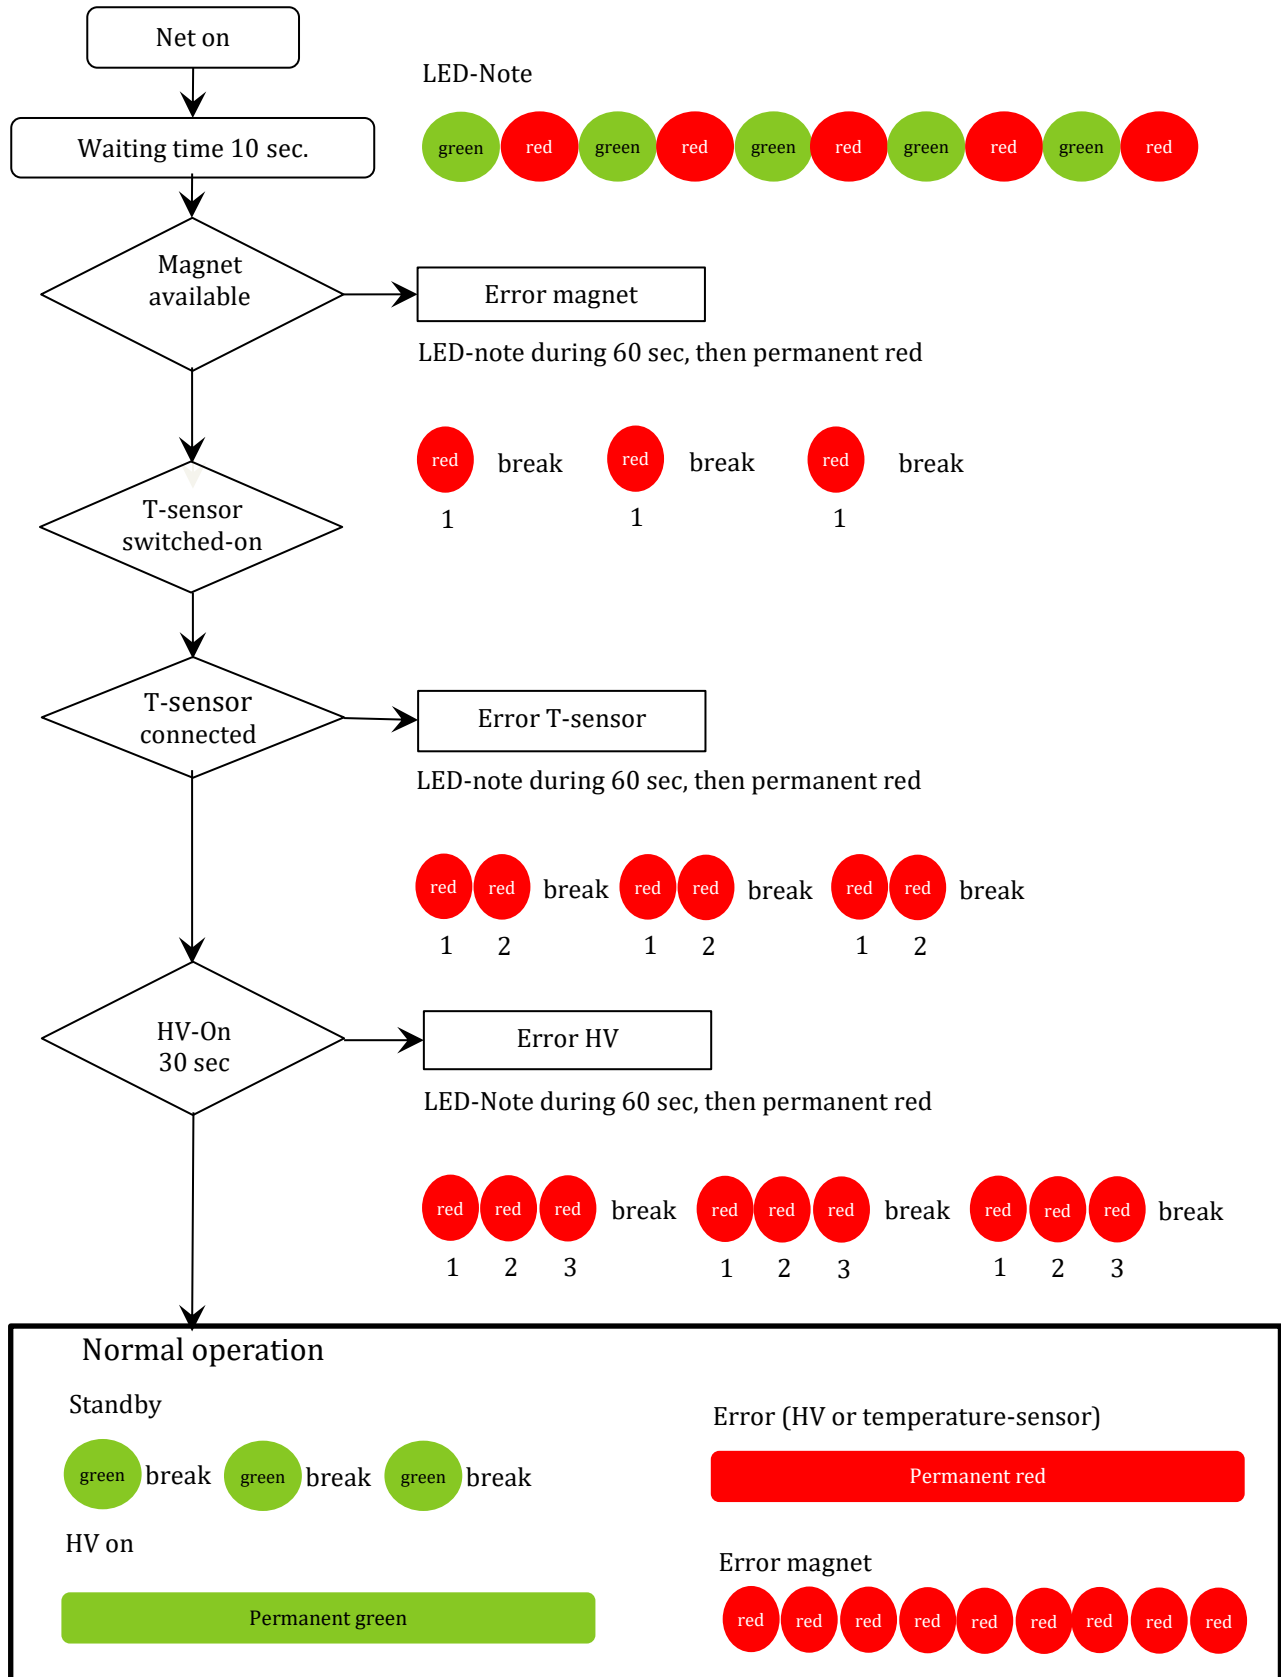 Net on
LED-Note
Waiting time 10 sec.
green red green red green red green red green red
Magnet
available
Error magnet
LED-note during 60 sec, then permanent red
red break red break red break
1 1 1
T-sensor
switched-on
T-sensor
connected
Error T-sensor
LED-note during 60 sec, then permanent red
red red break red red break red red break
1 2 1 2 1 2
HV-On
30 sec
Error HV
LED-Note during 60 sec, then permanent red
red red red break red red red break red red red break
1 2 3 1 2 3 1 2 3
Normal operation
Standby
green break green break green break
HV on
Permanent green
Error (HV or temperature-sensor)
Permanent red
Error magnet
red red red red red red red red red